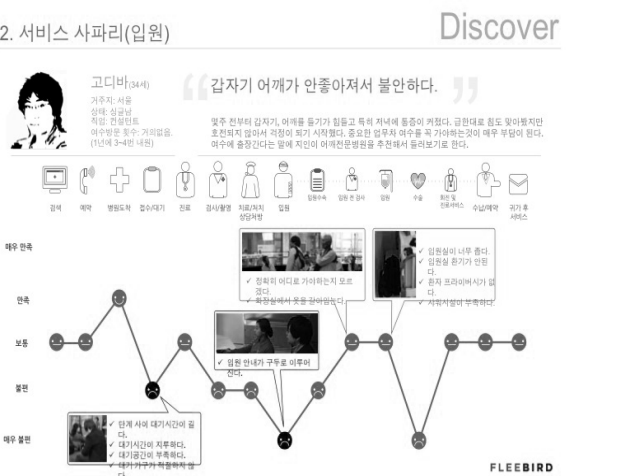 2. 서비스 사파리(입원)
Discover
고디바(34세)
거주지: 서울
상태: 싱글남
직업: 컨설턴트
여수방문 횟수: 거의없음.
(1년에 3~4번 내원)
“ 갑자기 어깨가 안좋아져서 불안하다. ”
몇주 전부터 갑자기, 어깨를 들기가 힘들고 특히 저녁에 통증이 커졌다. 급한대로 침도 맞아봤지만
호전되지 않아서 걱정이 되기 시작했다. 중요한 업무차 여수를 꼭 가야하는것이 매우 부담이 된다.
여수에 출장간다는 말에 지인이 어깨전문병원을 추천해서 들러보기로 한다.
검색 예약 병원도착 접수/대기 진료 검사/촬영 치료/처치 입원 입원수속 입원 전 검사 입원 수술 회진 및 수납/예약 귀가 후
상담처방 진료서비스 서비스
매우 만족
만족
보통
불편
매우 불편
✓ 정확히 어디로 가야하는지 모르
겠다.
✓ 화장실에서 옷을 갈아입는다.
✓ 입원실이 너무 좁다.
✓ 입원실 환기가 안된
다.
✓ 환자 프라이버시가 없
다.
✓ 샤워시설이 부족하다.
✓ 입원 안내가 구두로 이루어
진다.
✓ 단계 사이 대기시간이 길
다.
✓ 대기시간이 지루하다.
✓ 대기공간이 부족하다.
✓ 대기 가구가 적절하지 않
다.
FLEEBIRD